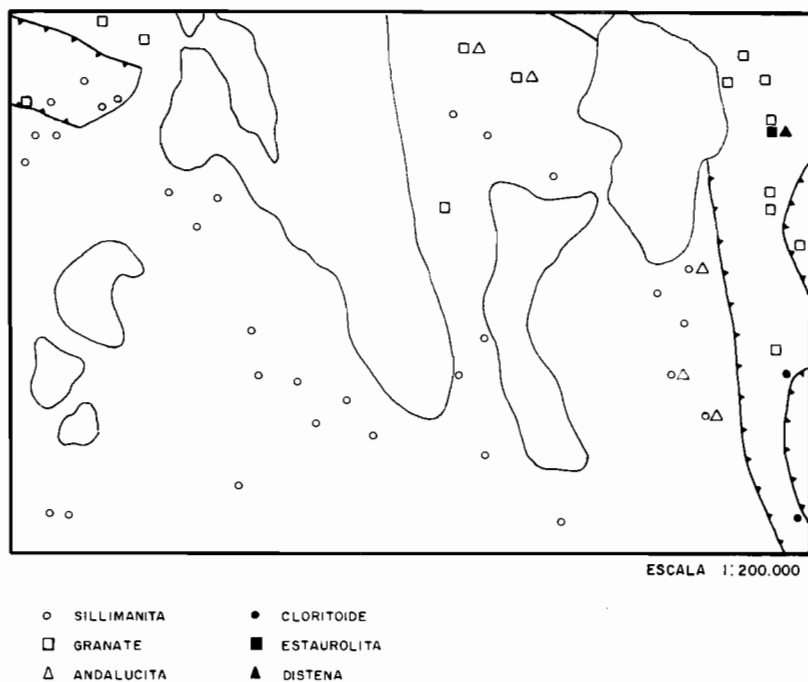 ESCALA 1:200.000
SILLIMANITA
CLORITOIDE
GRANATE
ESTAUROLITA
ANDALUCITA
DISTENA